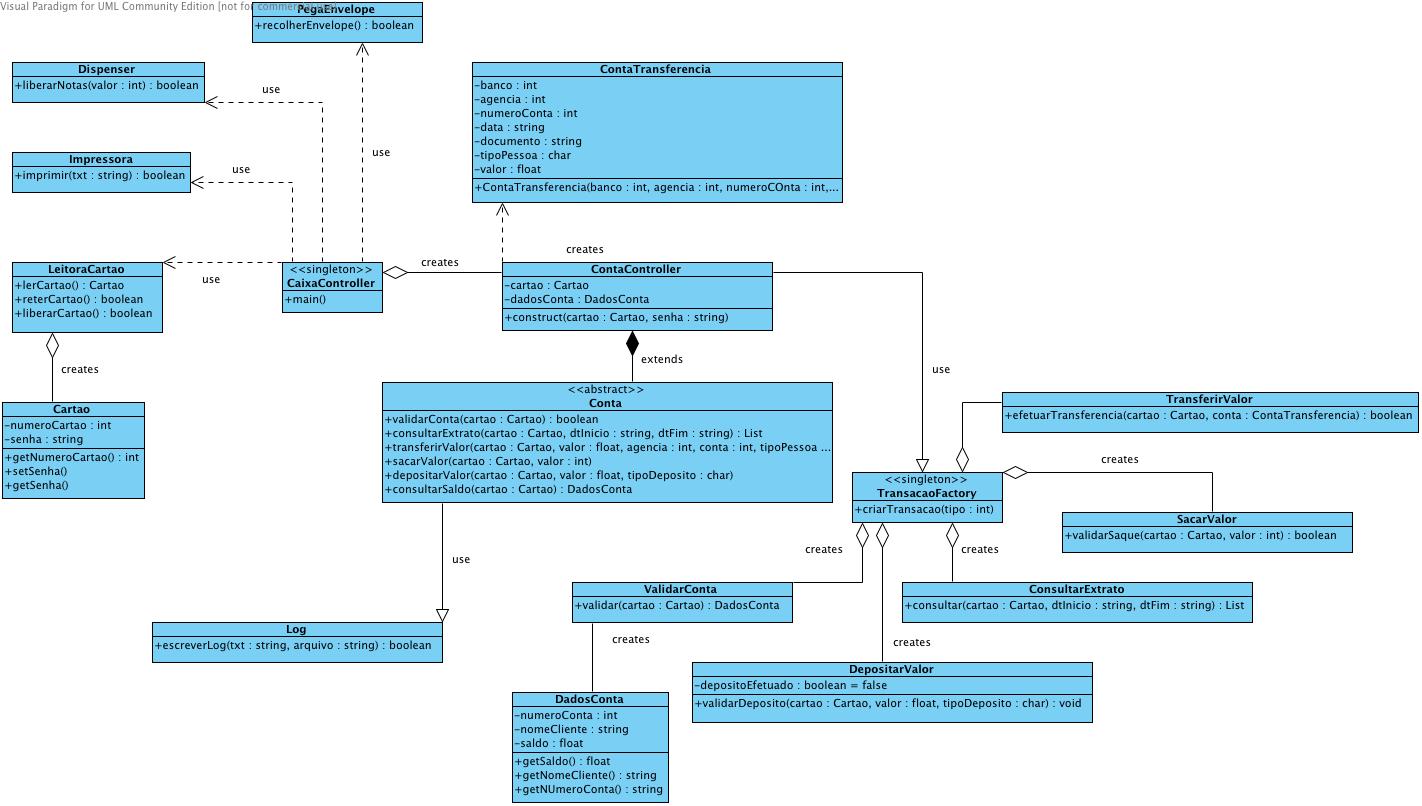 Visual Paradigm for UML Community Edition [not for commercial use]
PegaEnvelope
+recolherEnvelope() : boolean
Dispenser
+liberarNotas(valor : int) : boolean
use
Impressora
+imprimir(txt : string) : boolean
use
use
ContaTransferencia
-banco : int
-agencia : int
-numeroConta : int
-data : string
-documento : string
-tipoPessoa : char
-valor : float
+ContaTransferencia(banco : int, agencia : int, numeroCOnta : int,...
LeitoraCartao
+lerCartao() : Cartao
+reterCartao() : boolean
+liberarCartao() : boolean
use
<<singleton>>
CaixaController
+main()
creates
creates
ContaController
-cartao : Cartao
-dadosConta : DadosConta
+construct(cartao : Cartao, senha : string)
creates
extends
use
Cartao
-numeroCartao : int
-senha : string
+getNumeroCartao() : int
+setSenha()
+getSenha()
<<abstract>>
Conta
+validarConta(cartao : Cartao) : boolean
+consultarExtrato(cartao : Cartao, dtInicio : string, dtFim : string) : List
+transferirValor(cartao : Cartao, valor : float, agencia : int, conta : int, tipoPessoa ...
+sacarValor(cartao : Cartao, valor : int)
+depositarValor(cartao : Cartao, valor : float, tipoDeposito : char)
+consultarSaldo(cartao : Cartao) : DadosConta
TransferirValor
+efetuarTransferencia(cartao : Cartao, conta : ContaTransferencia) : boolean
creates
<<singleton>>
TransacaoFactory
+criarTransacao(tipo : int)
SacarValor
+validarSaque(cartao : Cartao, valor : int) : boolean
use
creates
creates
ValidarConta
+validar(cartao : Cartao) : DadosConta
ConsultarExtrato
+consultar(cartao : Cartao, dtInicio : string, dtFim : string) : List
Log
+escreverLog(txt : string, arquivo : string) : boolean
creates
creates
DepositarValor
-depositoEfetuado : boolean = false
+validarDeposito(cartao : Cartao, valor : float, tipoDeposito : char) : void
DadosConta
-numeroConta : int
-nomeCliente : string
-saldo : float
+getSaldo() : float
+getNomeCliente() : string
+getNUmeroConta() : string